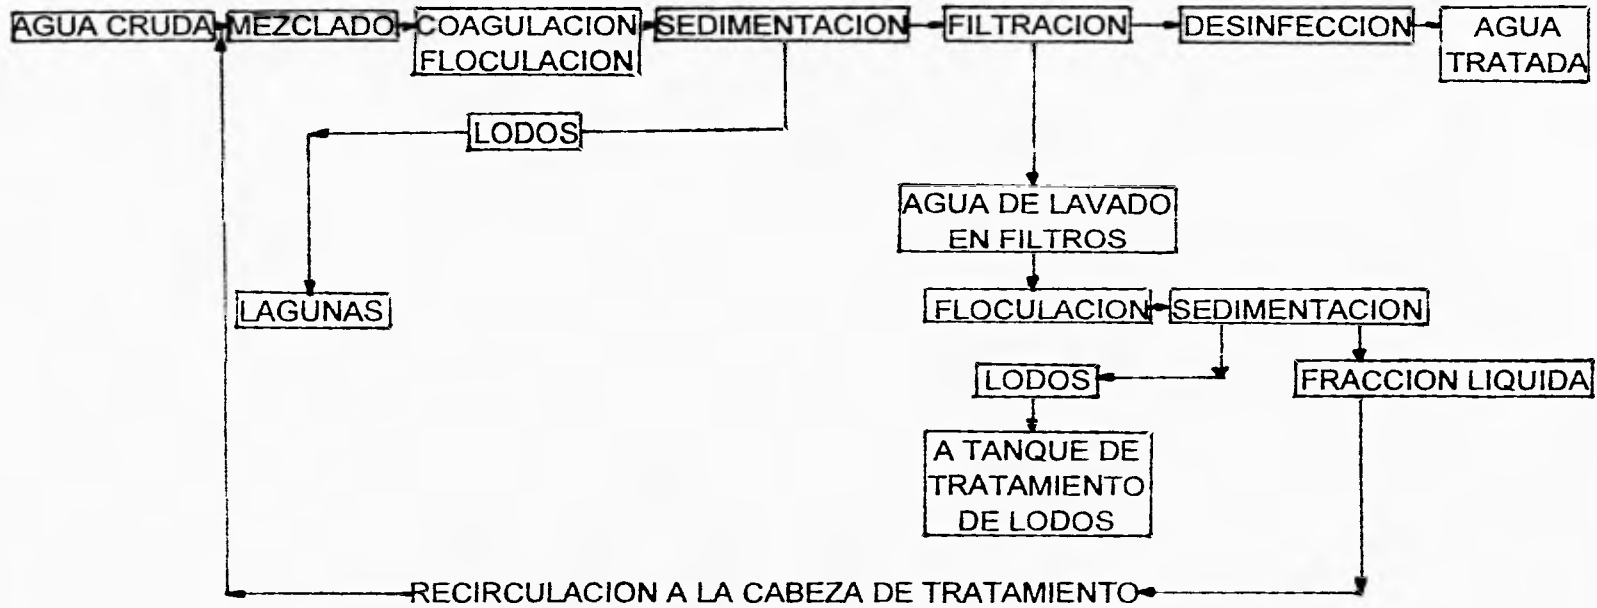 AGUA CRUDA
MEZCLADO
COAGULACION
FLOCULACION
SEDIMENTACION
FILTRACION
DESINFECCION
AGUA
TRATADA
LODOS
AGUA DE LAVADO
EN FILTROS
LAGUNAS
FLOCULACION
SEDIMENTACION
LODOS
FRACCION LIQUIDA
A TANQUE DE
TRATAMIENTO
DE LODOS
RECIRCULACION A LA CABEZA DE TRATAMIENTO